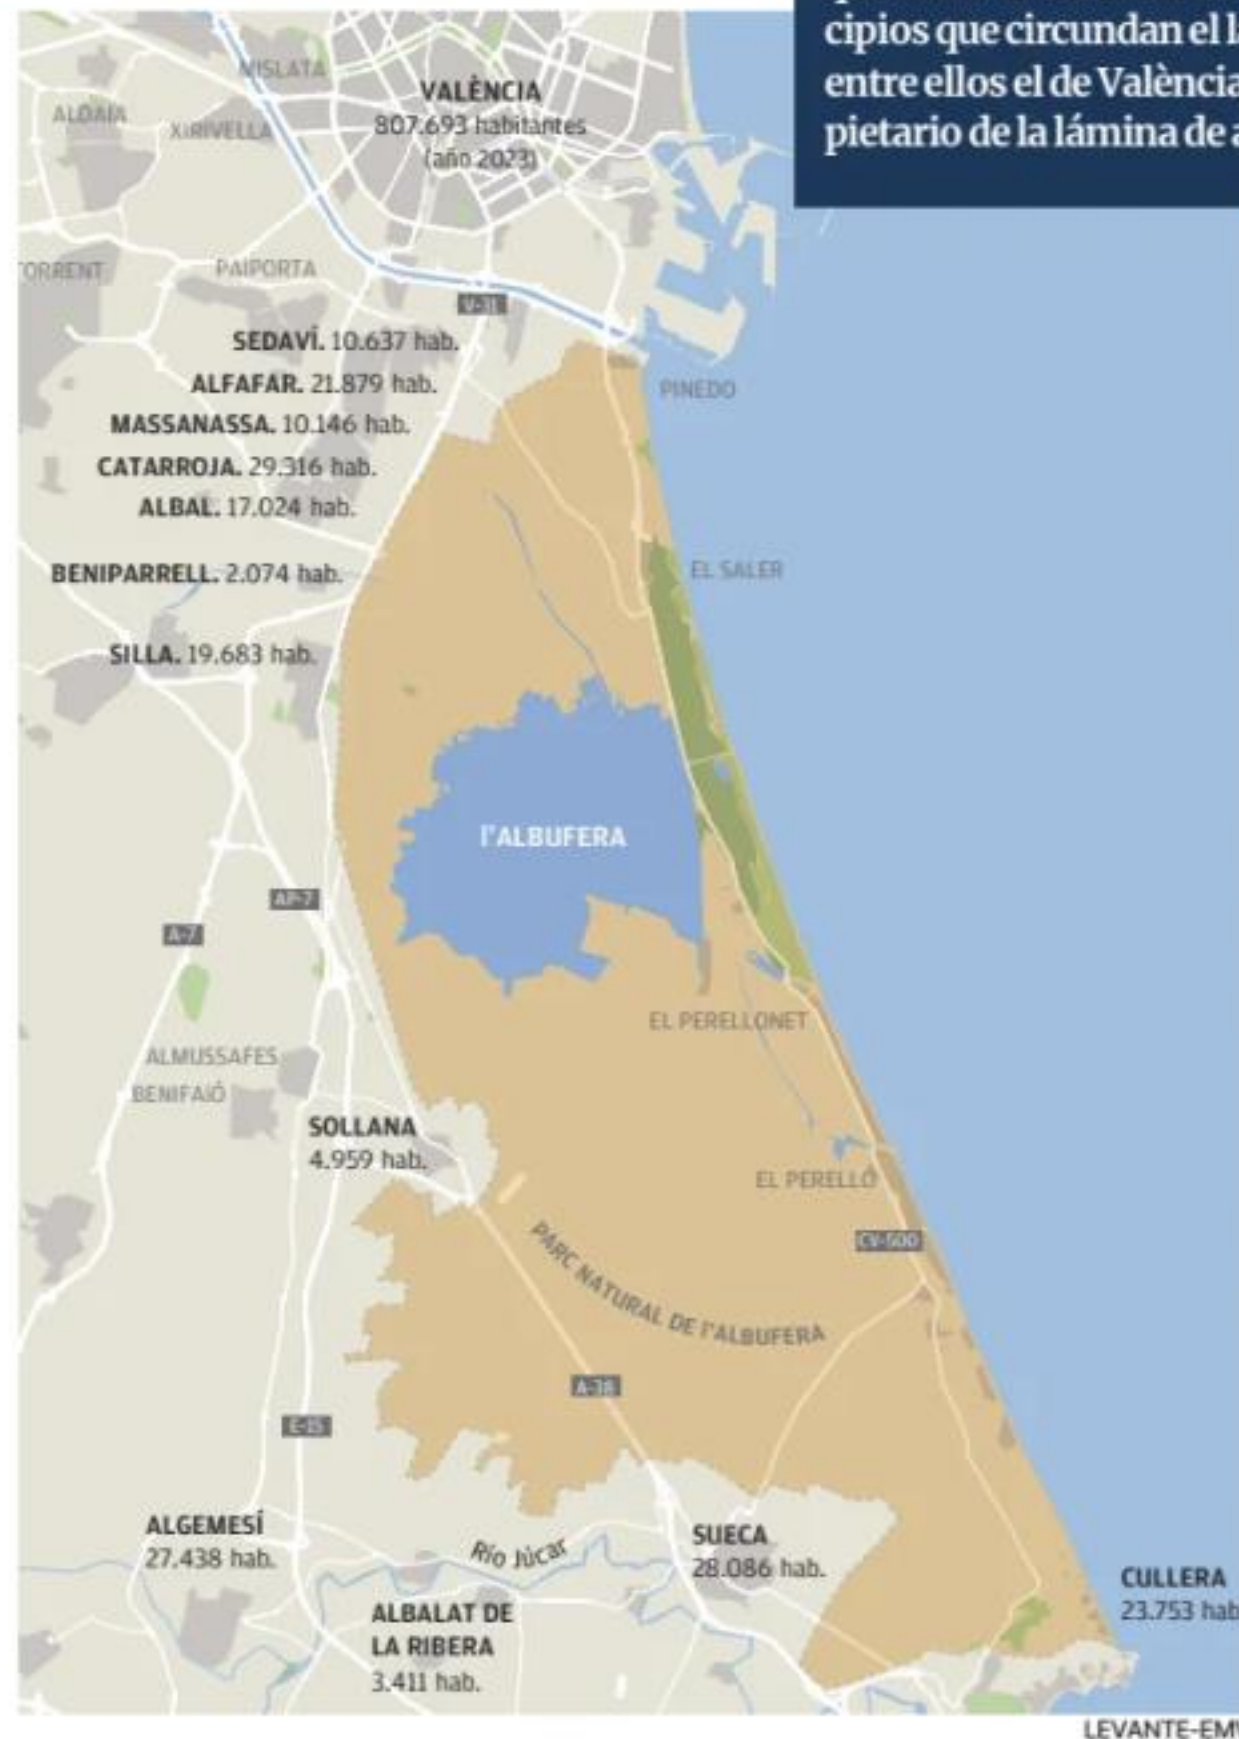 cipios que circundan el
entre ellos el de València
pietario de la lámina de
MISLATA
ALDAIA
XIRIVELLA
VALÈNCIA
807.693 habitantes
(año 2023)
TORRENT
PAIPORTA
V-31
SEDAVÍ. 10.637 hab.
ALFAFAR. 21.879 hab.
PINEDO
MASSANASSA. 10.146 hab.
CATARROJA. 29.316 hab.
ALBAL. 17.024 hab.
BENIPARRELL. 2.074 hab.
EL SALER
SILLA. 19.683 hab.
l'ALBUFERA
AP-7
A-7
EL PERELLONET
ALMUSSAFES
BENIFAIÓ
SOLLANA
4.959 hab.
EL PERELLÓ
CV-500
PARC NATURAL DE l'ALBUFERA
A-38
E-15
ALGEMESÍ
27.438 hab.
Río Júcar
SUECA
28.086 hab.
CULLERA
23.753 hab
ALBALAT DE
LA RIBERA
3.411 hab.
LEVANTE-EMV